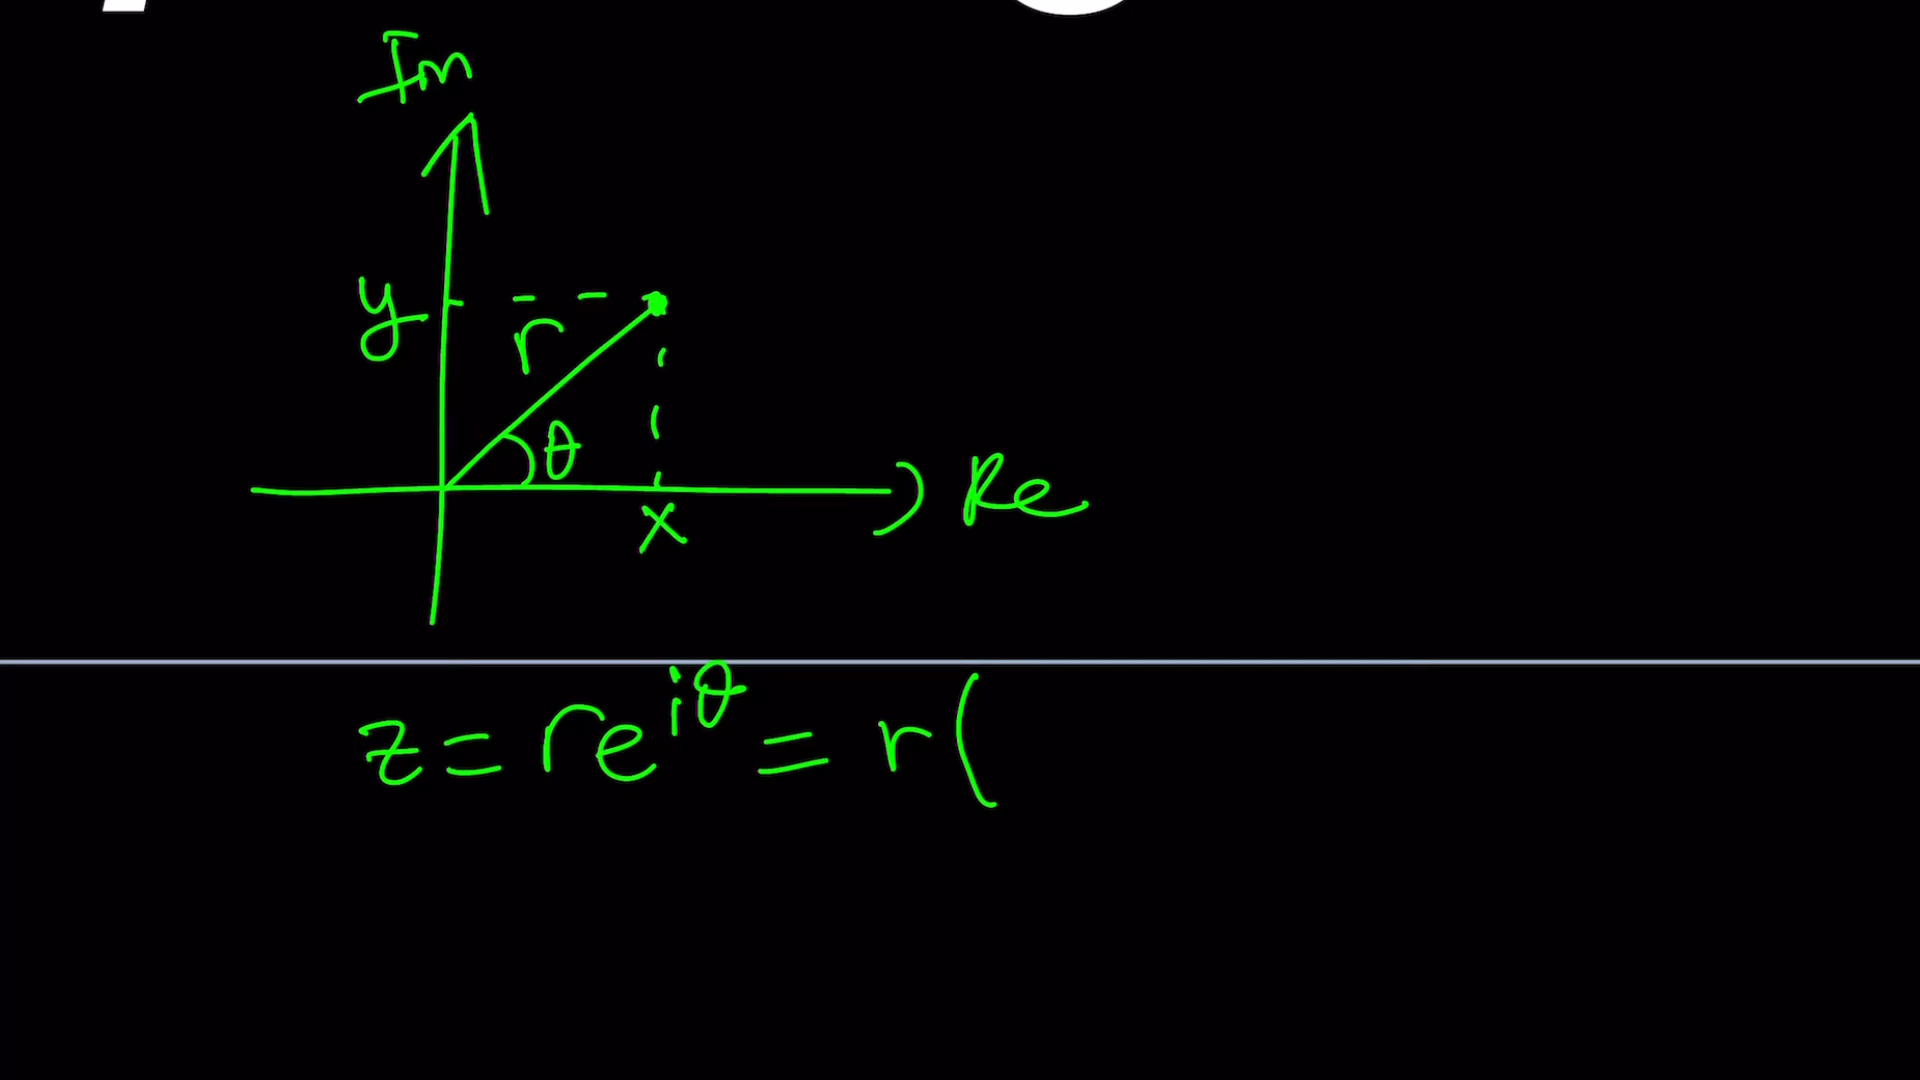 Im
y
r
θ
x
Re
z = re^{iθ} = r(